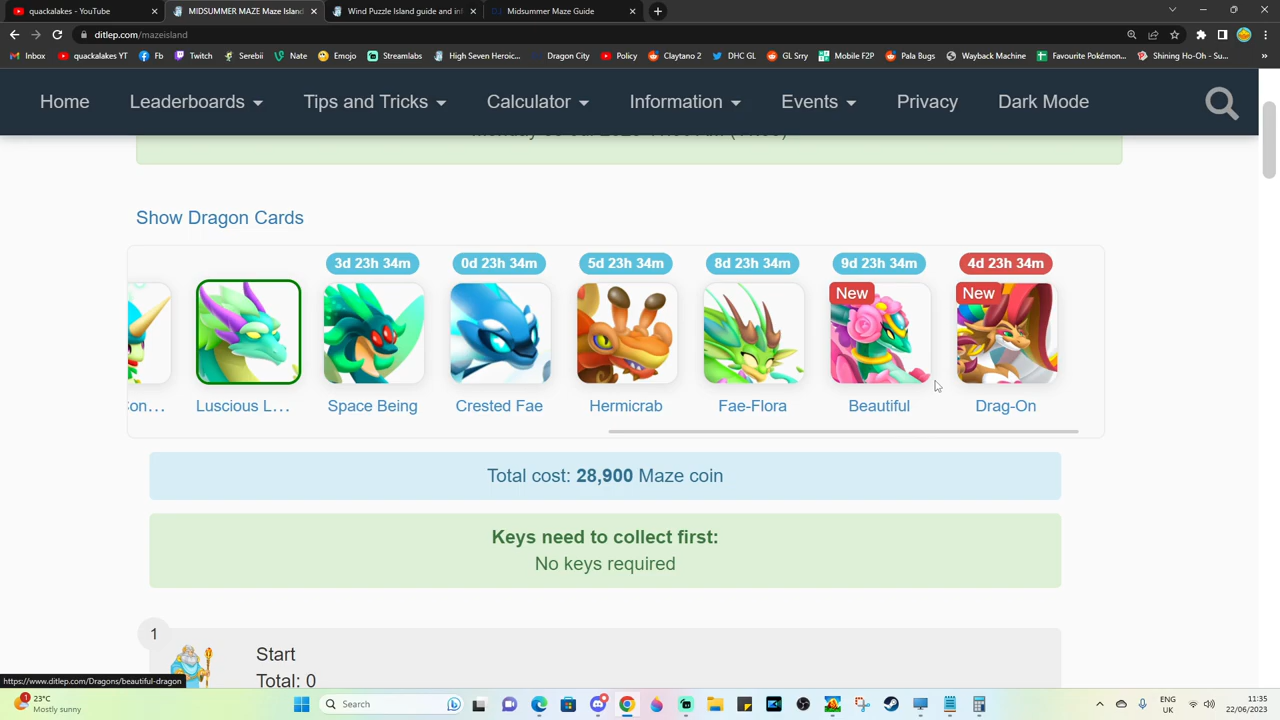 quackalakes - YouTube
MIDSUMMER MAZE Maze Island
Wind Puzzle Island guide and inf
Midsummer Maze Guide
ditlep.com/mazeisland
Inbox
quackalakes YT
Fb
Twitch
Serebii
Nate
Emojo
Streamlabs
High Seven Heroic...
Dragon City
Policy
Claytano 2
DHC GL
GL Srry
Mobile F2P
Pala Bugs
Wayback Machine
Favourite Pokémon...
Shining Ho-Oh - Su...
Home
Leaderboards
Tips and Tricks
Calculator
Information
Events
Privacy
Dark Mode
Show Dragon Cards
3d 23h 34m
0d 23h 34m
5d 23h 34m
8d 23h 34m
9d 23h 34m
4d 23h 34m
New
New
Luscious L...
Space Being
Crested Fae
Hermicrab
Fae-Flora
Beautiful
Drag-On
Total cost: 28,900 Maze coin
Keys need to collect first:
No keys required
1
Start
Total: 0
https://www.ditlep.com/Dragons/beautiful-dragon
1
23°C
Mostly sunny
Search
ENG
UK
11:35
22/06/2023